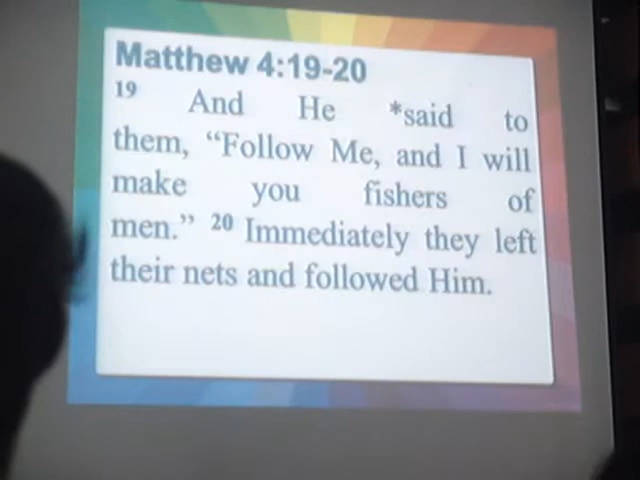 Matthew 4:19-20
19 And He *said to
them, “Follow Me, and I will
make you fishers of
men.” 20 Immediately they left
their nets and followed Him.